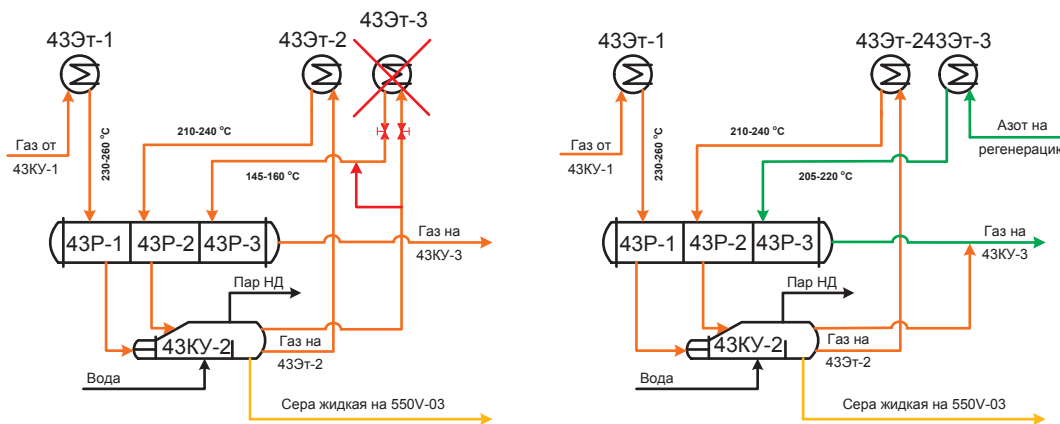 43Эт-3
43Эт-1
43Эт-2
Газ от
43КУ-1
230-260 °C
210-240 °C
145-160 °C
43Р-1
43Р-2
43Р-3
Газ на
43КУ-3
Пар НД
43КУ-2
Газ на
43Эт-2
Вода
Сера жидкая на 550V-03
43Эт-1
43Эт-2
43Эт-3
Газ от
43КУ-1
230-260 °C
210-240 °C
Азот на
регенерацию
205-220 °C
43Р-1
43Р-2
43Р-3
Газ на
43КУ-3
Пар НД
43КУ-2
Газ на
43Эт-2
Вода
Сера жидкая на 550V-03